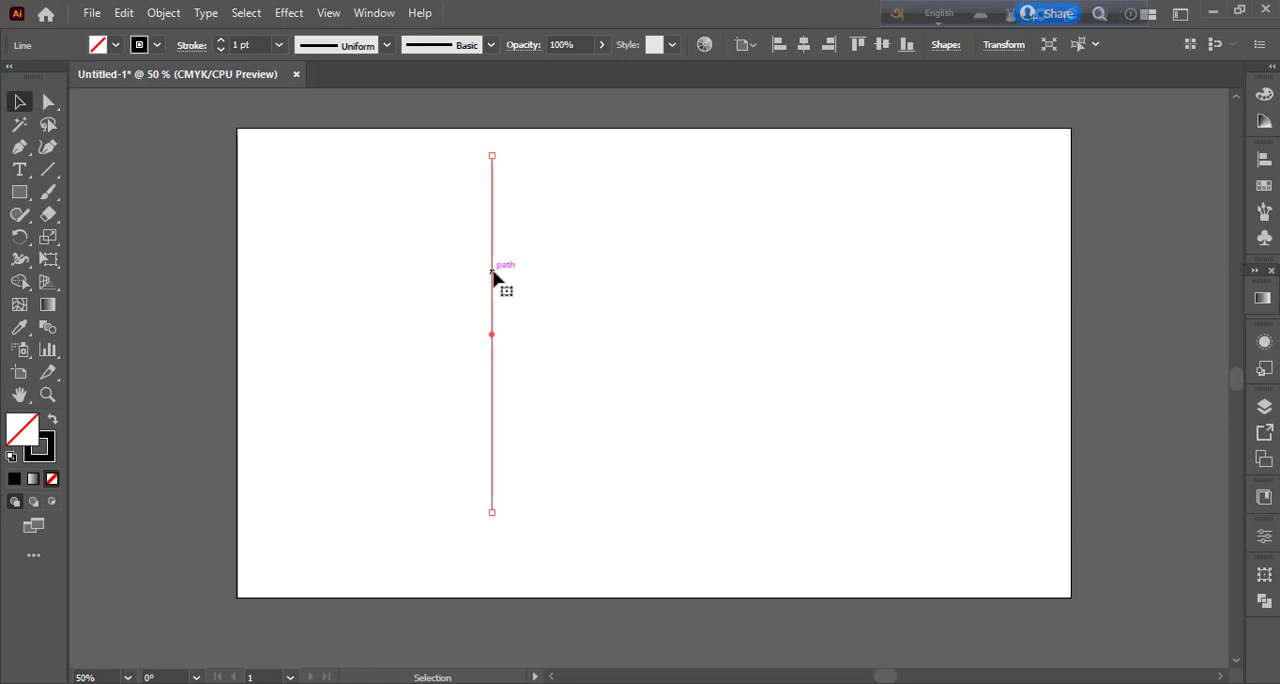 Ai File Edit Object Type Select Effect View Window Help English Share
Line Stroke: 1 pt Uniform Basic Opacity: 100% Style: Shape: Transform
Untitled-1* @ 50 % (CMYK/CPU Preview) ×
T
path
50% 0° 1 Selection